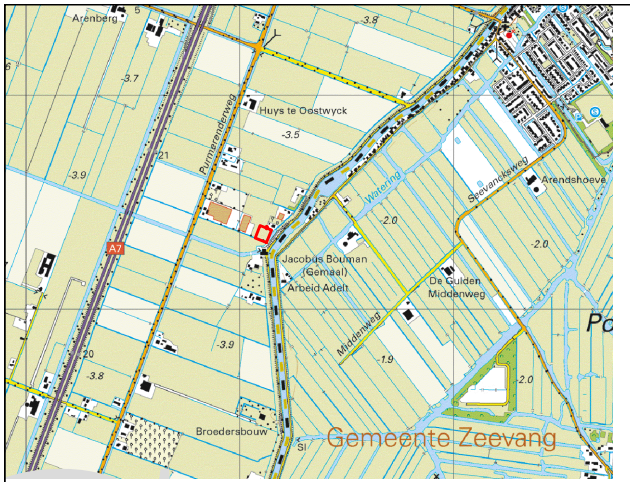 Arenberg
5
-3.8
6
-3.7
Huys te Oostwyck
-3.5
Purmerenderweg
21
-3.9
Watering
Seevancksweg
Arendshoeve
-2.0
-2.0
A7
Jacobus Bouman
(Gemaal)
Arbeid Adelt
De Gulden
Middenweg
Middenweg
Po
-3.9
-1.9
20
-3.8
-2.0
Broedersbouw
Gemeente Zeevang
Sl